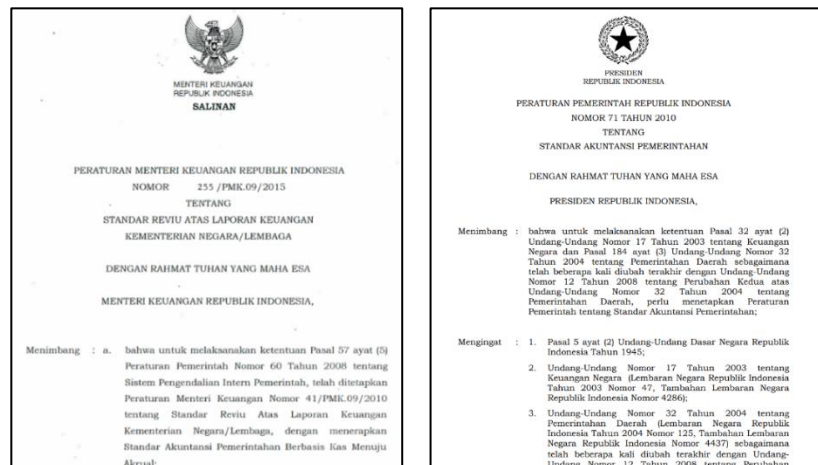 MENTERI KEUANGAN
REPUBLIK INDONESIA
SALINAN
PERATURAN MENTERI KEUANGAN REPUBLIK INDONESIA
NOMOR 255 /PMK.09/2015
TENTANG
STANDAR REVIU ATAS LAPORAN KEUANGAN
KEMENTERIAN NEGARA/LEMBAGA
DENGAN RAHMAT TUHAN YANG MAHA ESA
MENTERI KEUANGAN REPUBLIK INDONESIA,
Menimbang : a. bahwa untuk melaksanakan ketentuan Pasal 57 ayat (5)
Peraturan Pemerintah Nomor 60 Tahun 2008 tentang
Sistem Pengendalian Intern Pemerintah, telah ditetapkan
Peraturan Menteri Keuangan Nomor 41/PMK.09/2010
tentang Standar Reviu Atas Laporan Keuangan
Kementerian Negara/Lembaga, dengan menerapkan
Standar Akuntansi Pemerintahan Berbasis Kas Menuju
Akrual;
PRESIDEN
REPUBLIK INDONESIA
PERATURAN PEMERINTAH REPUBLIK INDONESIA
NOMOR 71 TAHUN 2010
TENTANG
STANDAR AKUNTANSI PEMERINTAHAN
DENGAN RAHMAT TUHAN YANG MAHA ESA
PRESIDEN REPUBLIK INDONESIA,
Menimbang : bahwa untuk melaksanakan ketentuan Pasal 32 ayat (2)
Undang-Undang Nomor 17 Tahun 2003 tentang Keuangan
Negara dan Pasal 184 ayat (3) Undang-Undang Nomor 32
Tahun 2004 tentang Pemerintahan Daerah sebagaimana
telah beberapa kali diubah terakhir dengan Undang-Undang
Nomor 12 Tahun 2008 tentang Perubahan Kedua atas
Undang-Undang Nomor 32 Tahun 2004 tentang
Pemerintahan Daerah, perlu menetapkan Peraturan
Pemerintah tentang Standar Akuntansi Pemerintahan;
Mengingat : 1. Pasal 5 ayat (2) Undang-Undang Dasar Negara Republik
Indonesia Tahun 1945;
2. Undang-Undang Nomor 17 Tahun 2003 tentang
Keuangan Negara (Lembaran Negara Republik Indonesia
Tahun 2003 Nomor 47, Tambahan Lembaran Negara
Republik Indonesia Nomor 4286);
3. Undang-Undang Nomor 32 Tahun 2004 tentang
Pemerintahan Daerah (Lembaran Negara Republik
Indonesia Tahun 2004 Nomor 125, Tambahan Lembaran
Negara Republik Indonesia Nomor 4437) sebagaimana
telah beberapa kali diubah terakhir dengan Undang-
Undang Nomor 12 Tahun 2008 tentang Perubahan